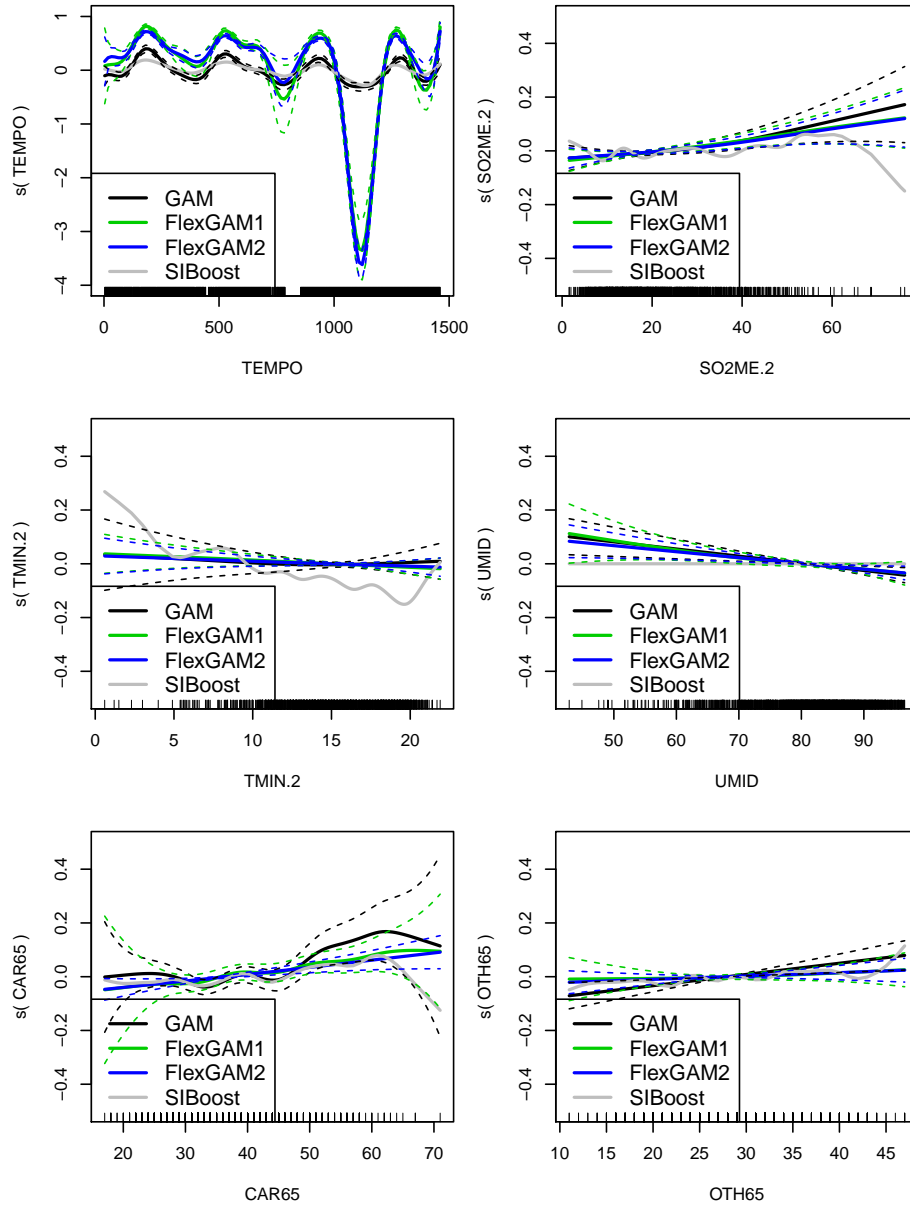 1
0
−1
−2
−3
−4
s( TEMPO )
GAM
FlexGAM1
FlexGAM2
SIBoost
0 500 1000 1500
TEMPO
0.4
0.2
0.0
−0.2
−0.4
s( SO2ME.2 )
GAM
FlexGAM1
FlexGAM2
SIBoost
0 20 40 60
SO2ME.2
0.4
0.2
0.0
−0.2
−0.4
s( TMIN.2 )
GAM
FlexGAM1
FlexGAM2
SIBoost
0 5 10 15 20
TMIN.2
0.4
0.2
0.0
−0.2
−0.4
s( UMID )
GAM
FlexGAM1
FlexGAM2
SIBoost
50 60 70 80 90
UMID
0.4
0.2
0.0
−0.2
−0.4
s( CAR65 )
GAM
FlexGAM1
FlexGAM2
SIBoost
20 30 40 50 60 70
CAR65
0.4
0.2
0.0
−0.2
−0.4
s( OTH65 )
GAM
FlexGAM1
FlexGAM2
SIBoost
10 15 20 25 30 35 40 45
OTH65